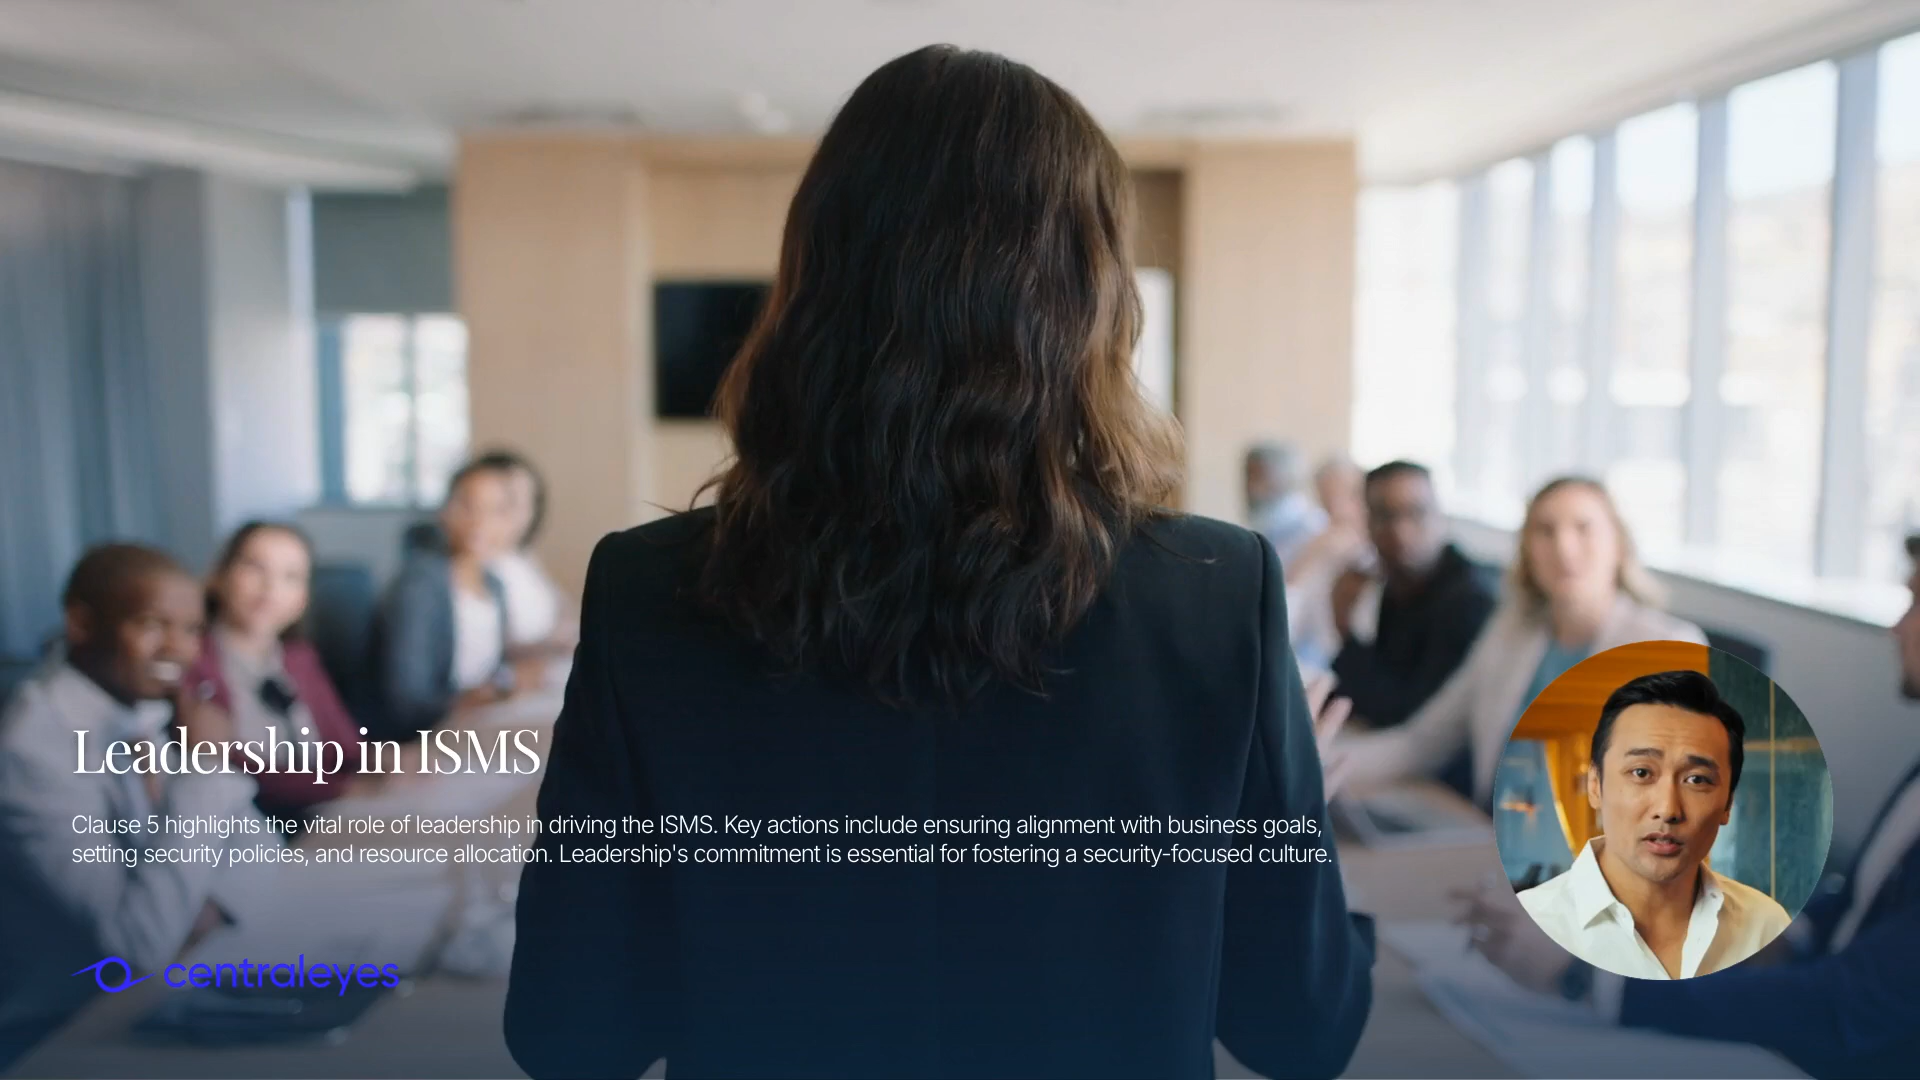 Leadership in ISMS
Clause 5 highlights the vital role of leadership in driving the ISMS. Key actions include ensuring alignment with business goals,
setting security policies, and resource allocation. Leadership's commitment is essential for fostering a security-focused culture.
centraleyes